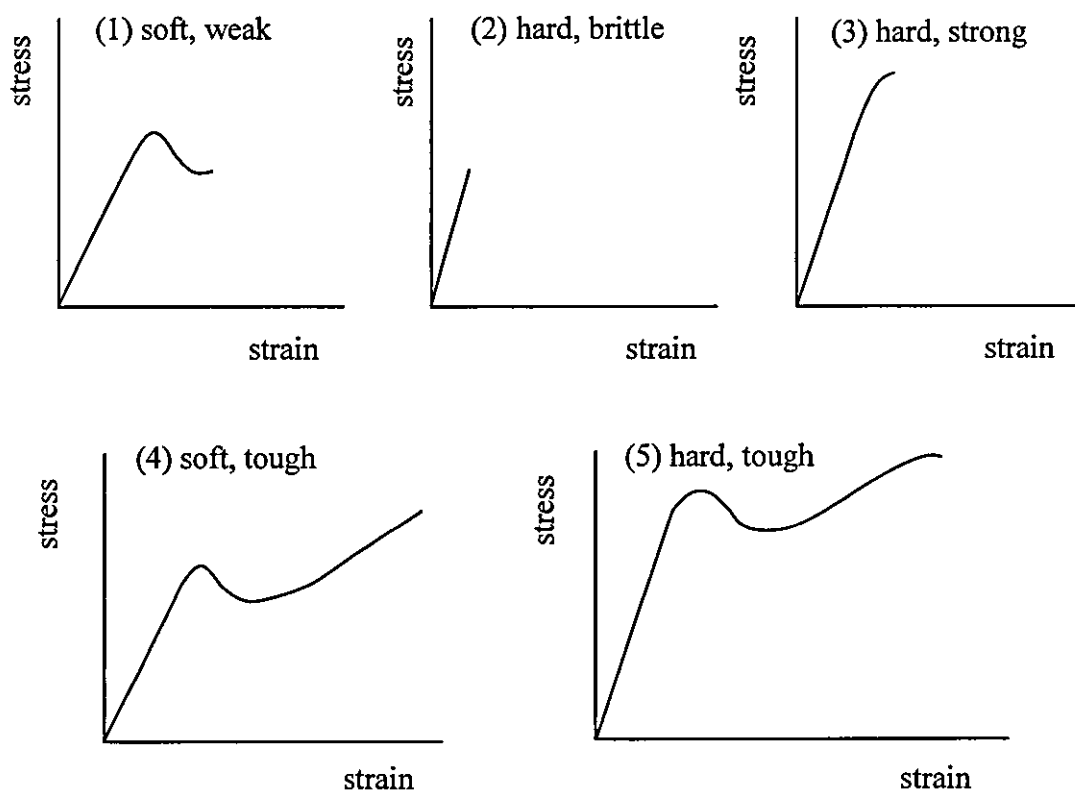 (1) soft, weak
stress
strain
(2) hard, brittle
stress
strain
(3) hard, strong
stress
strain
(4) soft, tough
stress
strain
(5) hard, tough
stress
strain